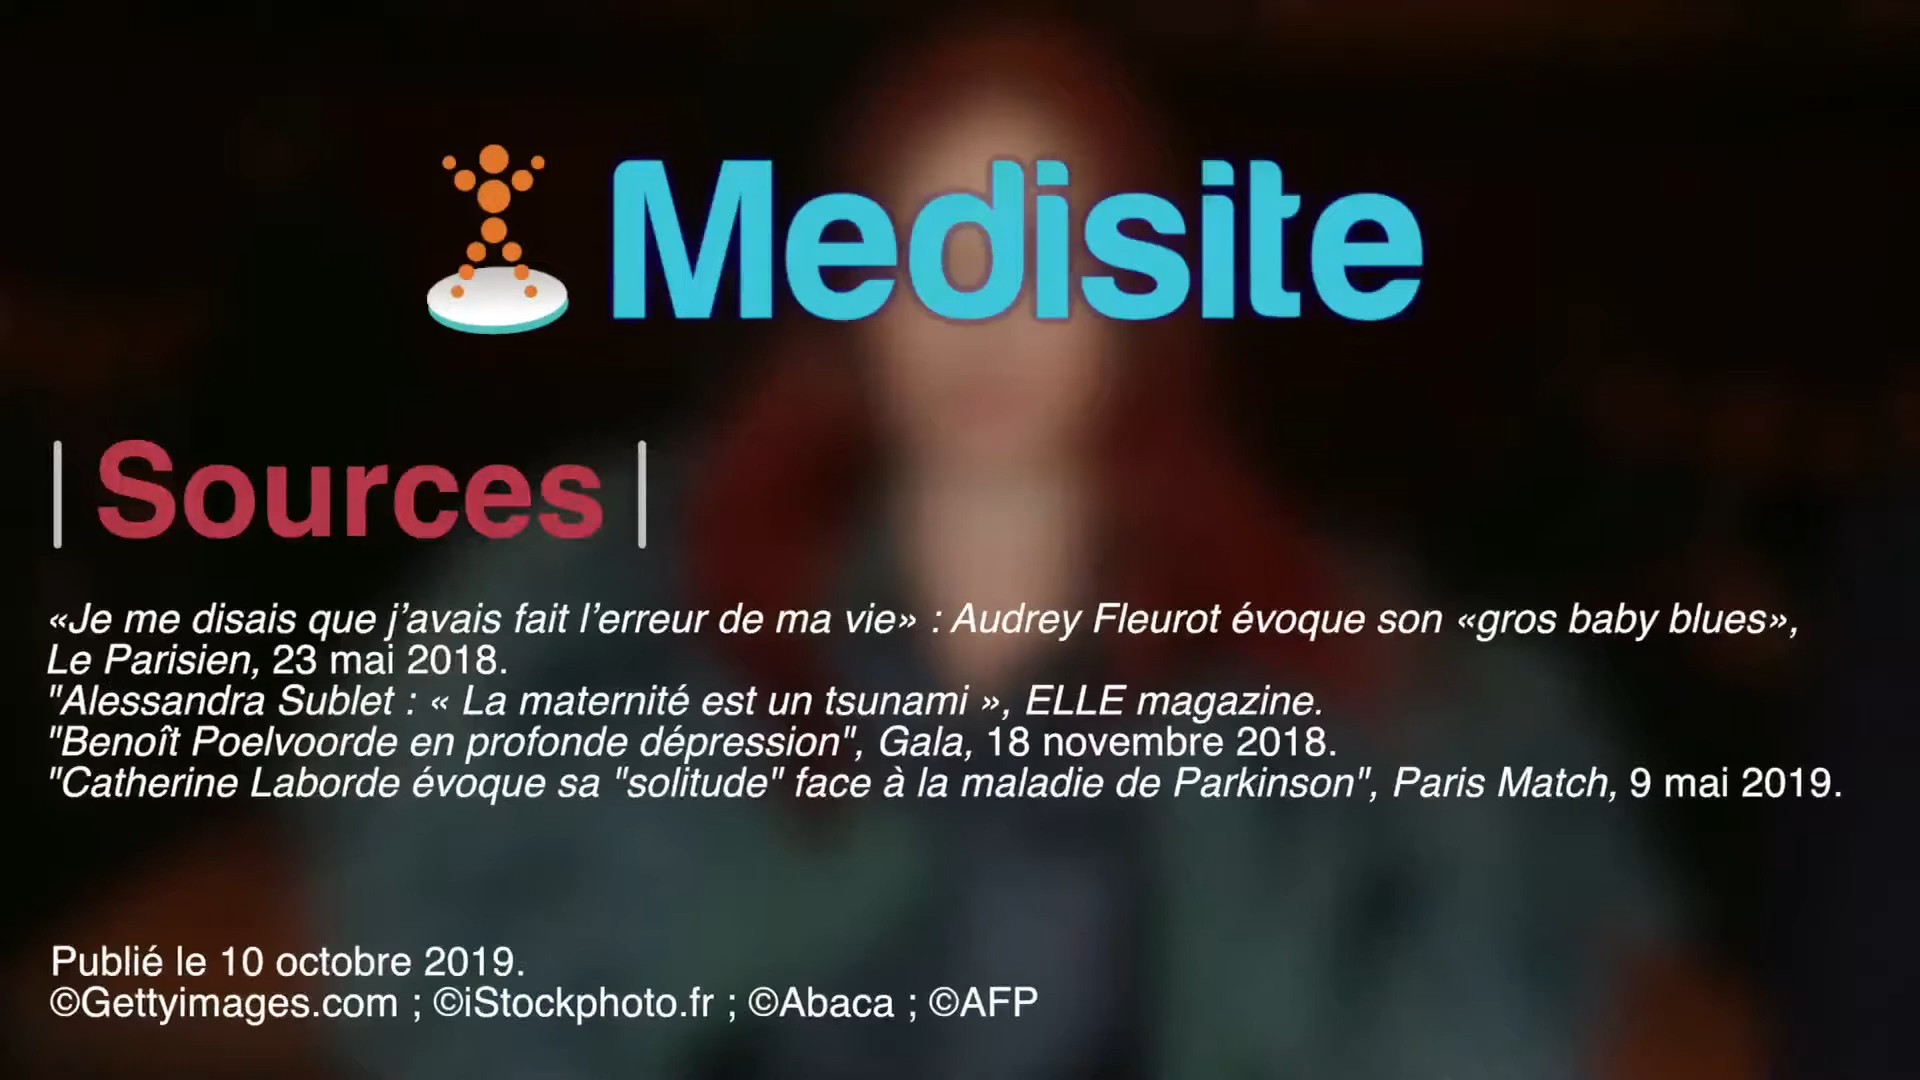 Medisite
| Sources |
«Je me disais que j’avais fait l’erreur de ma vie» : Audrey Fleurot évoque son «gros baby blues»,
Le Parisien, 23 mai 2018.
"Alessandra Sublet : « La maternité est un tsunami », ELLE magazine.
"Benoît Poelvoorde en profonde dépression", Gala, 18 novembre 2018.
"Catherine Laborde évoque sa "solitude" face à la maladie de Parkinson", Paris Match, 9 mai 2019.
Publié le 10 octobre 2019.
©Gettyimages.com ; ©iStockphoto.fr ; ©Abaca ; ©AFP